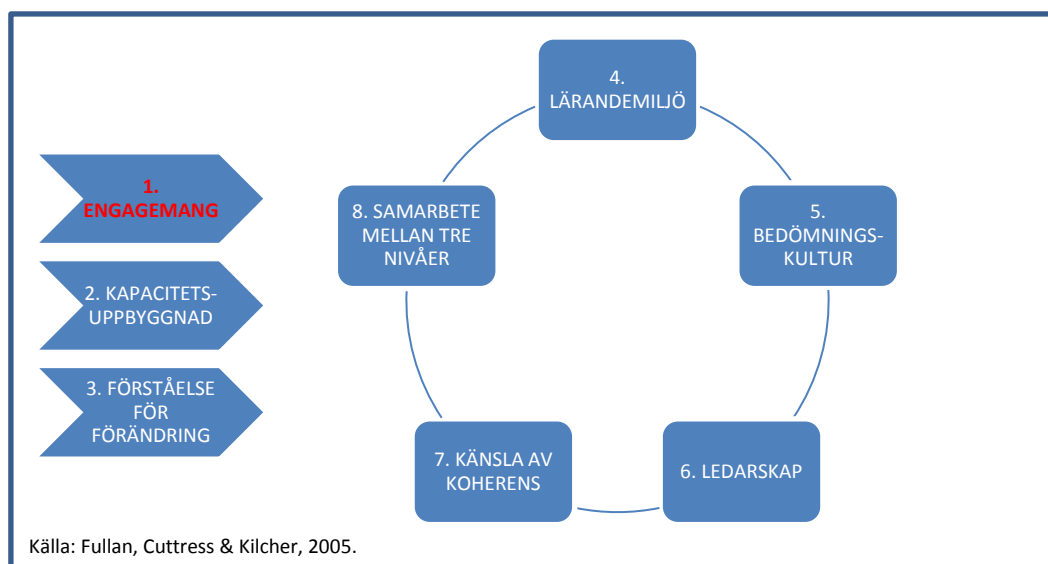 1.
ENGAGEMANG
2. KAPACITETS-
UPPBYGGNAD
3. FÖRSTÅELSE
FÖR
FÖRÄNDRING
4.
LÄRANDEMILJÖ
5.
BEDÖMNINGS-
KULTUR
6. LEDARSKAP
7. KÄNSLA AV
KOHERENS
8. SAMARBETE
MELLAN TRE
NIVÅER
Källa: Fullan, Cuttress & Kilcher, 2005.